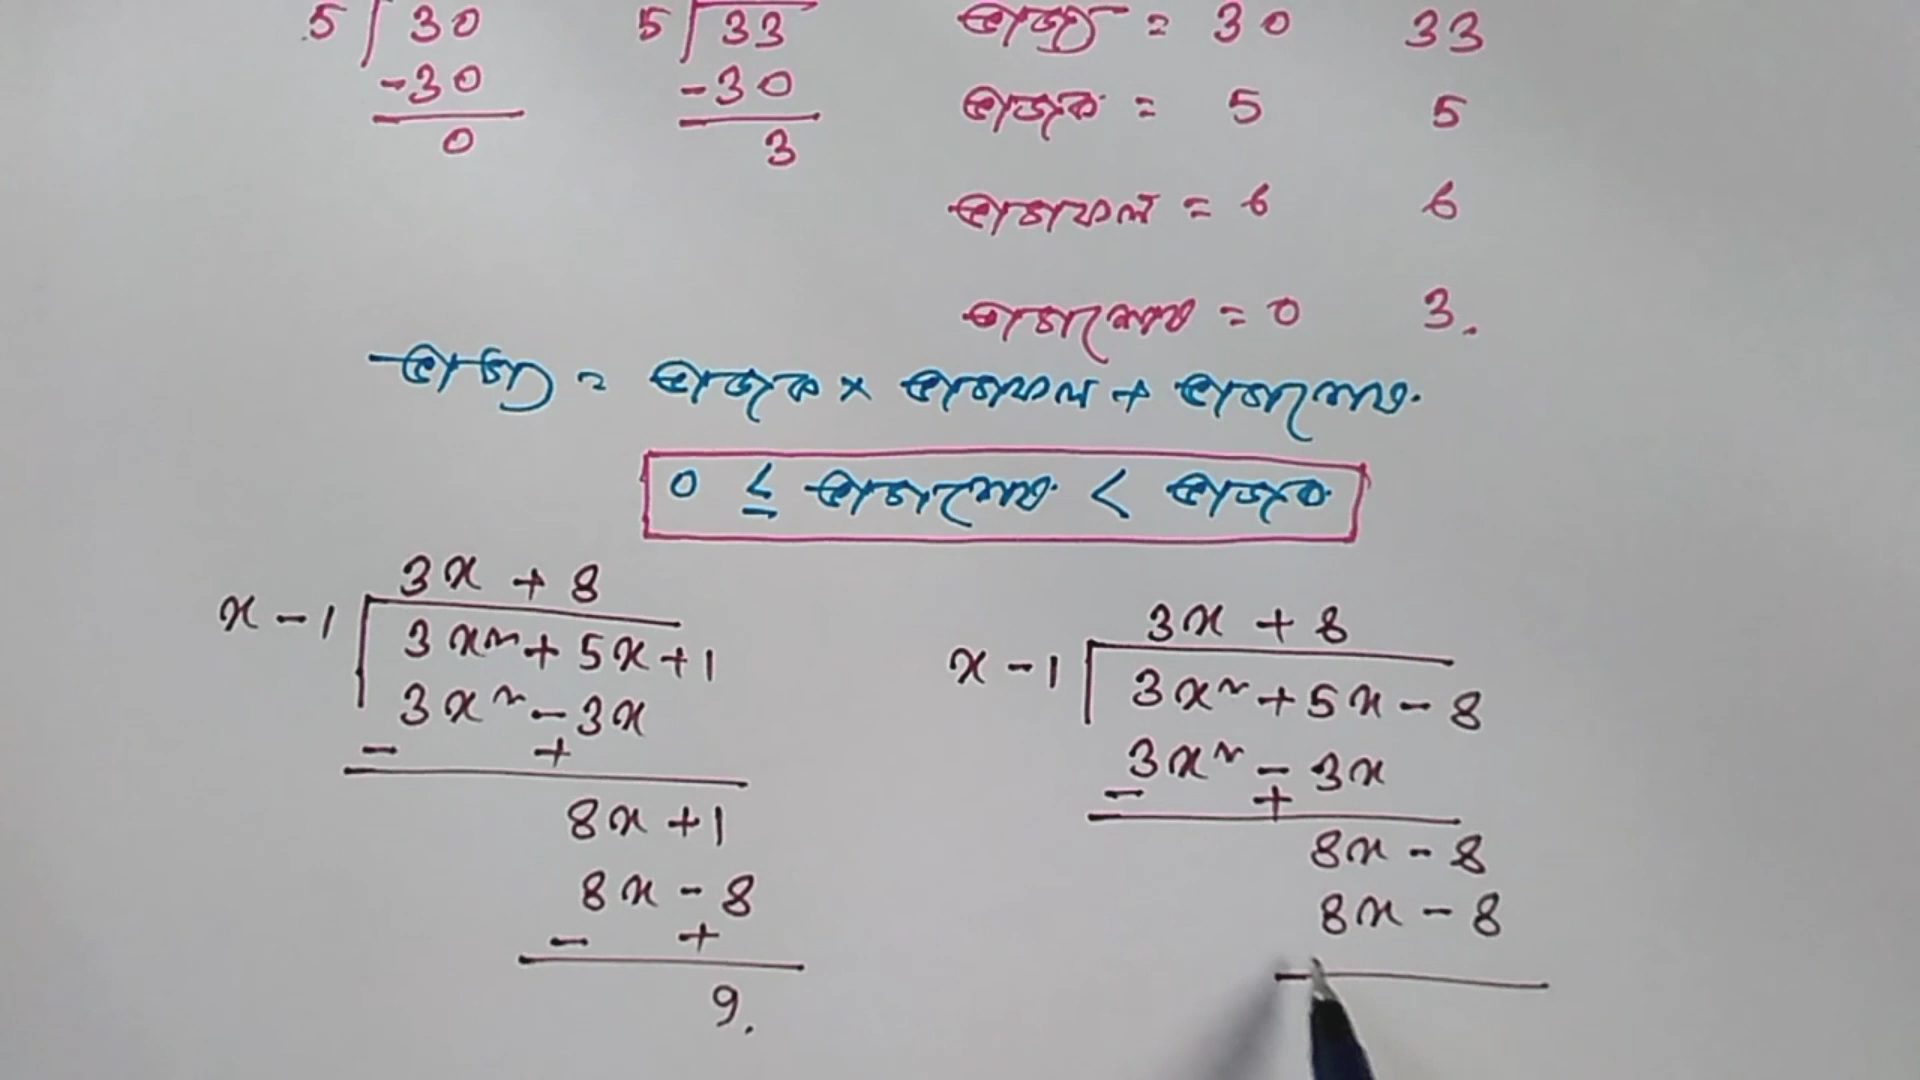 5 30 5 33 ভাজ্য = 30 33
-30 -30 ভাজক = 5 5
0 3
ভাগফল = 6 6
ভাগশেষ = 0 3.
ভাজ্য = ভাজক × ভাগফল + ভাগশেষ.
0 ≤ ভাগশেষ < ভাজক
3x + 8
x - 1 3x² + 5x + 1
3x² - 3x
- +
8x + 1
8x - 8
- +
9.
3x + 8
x - 1 3x² + 5x - 8
3x² - 3x
- +
8x - 8
8x - 8